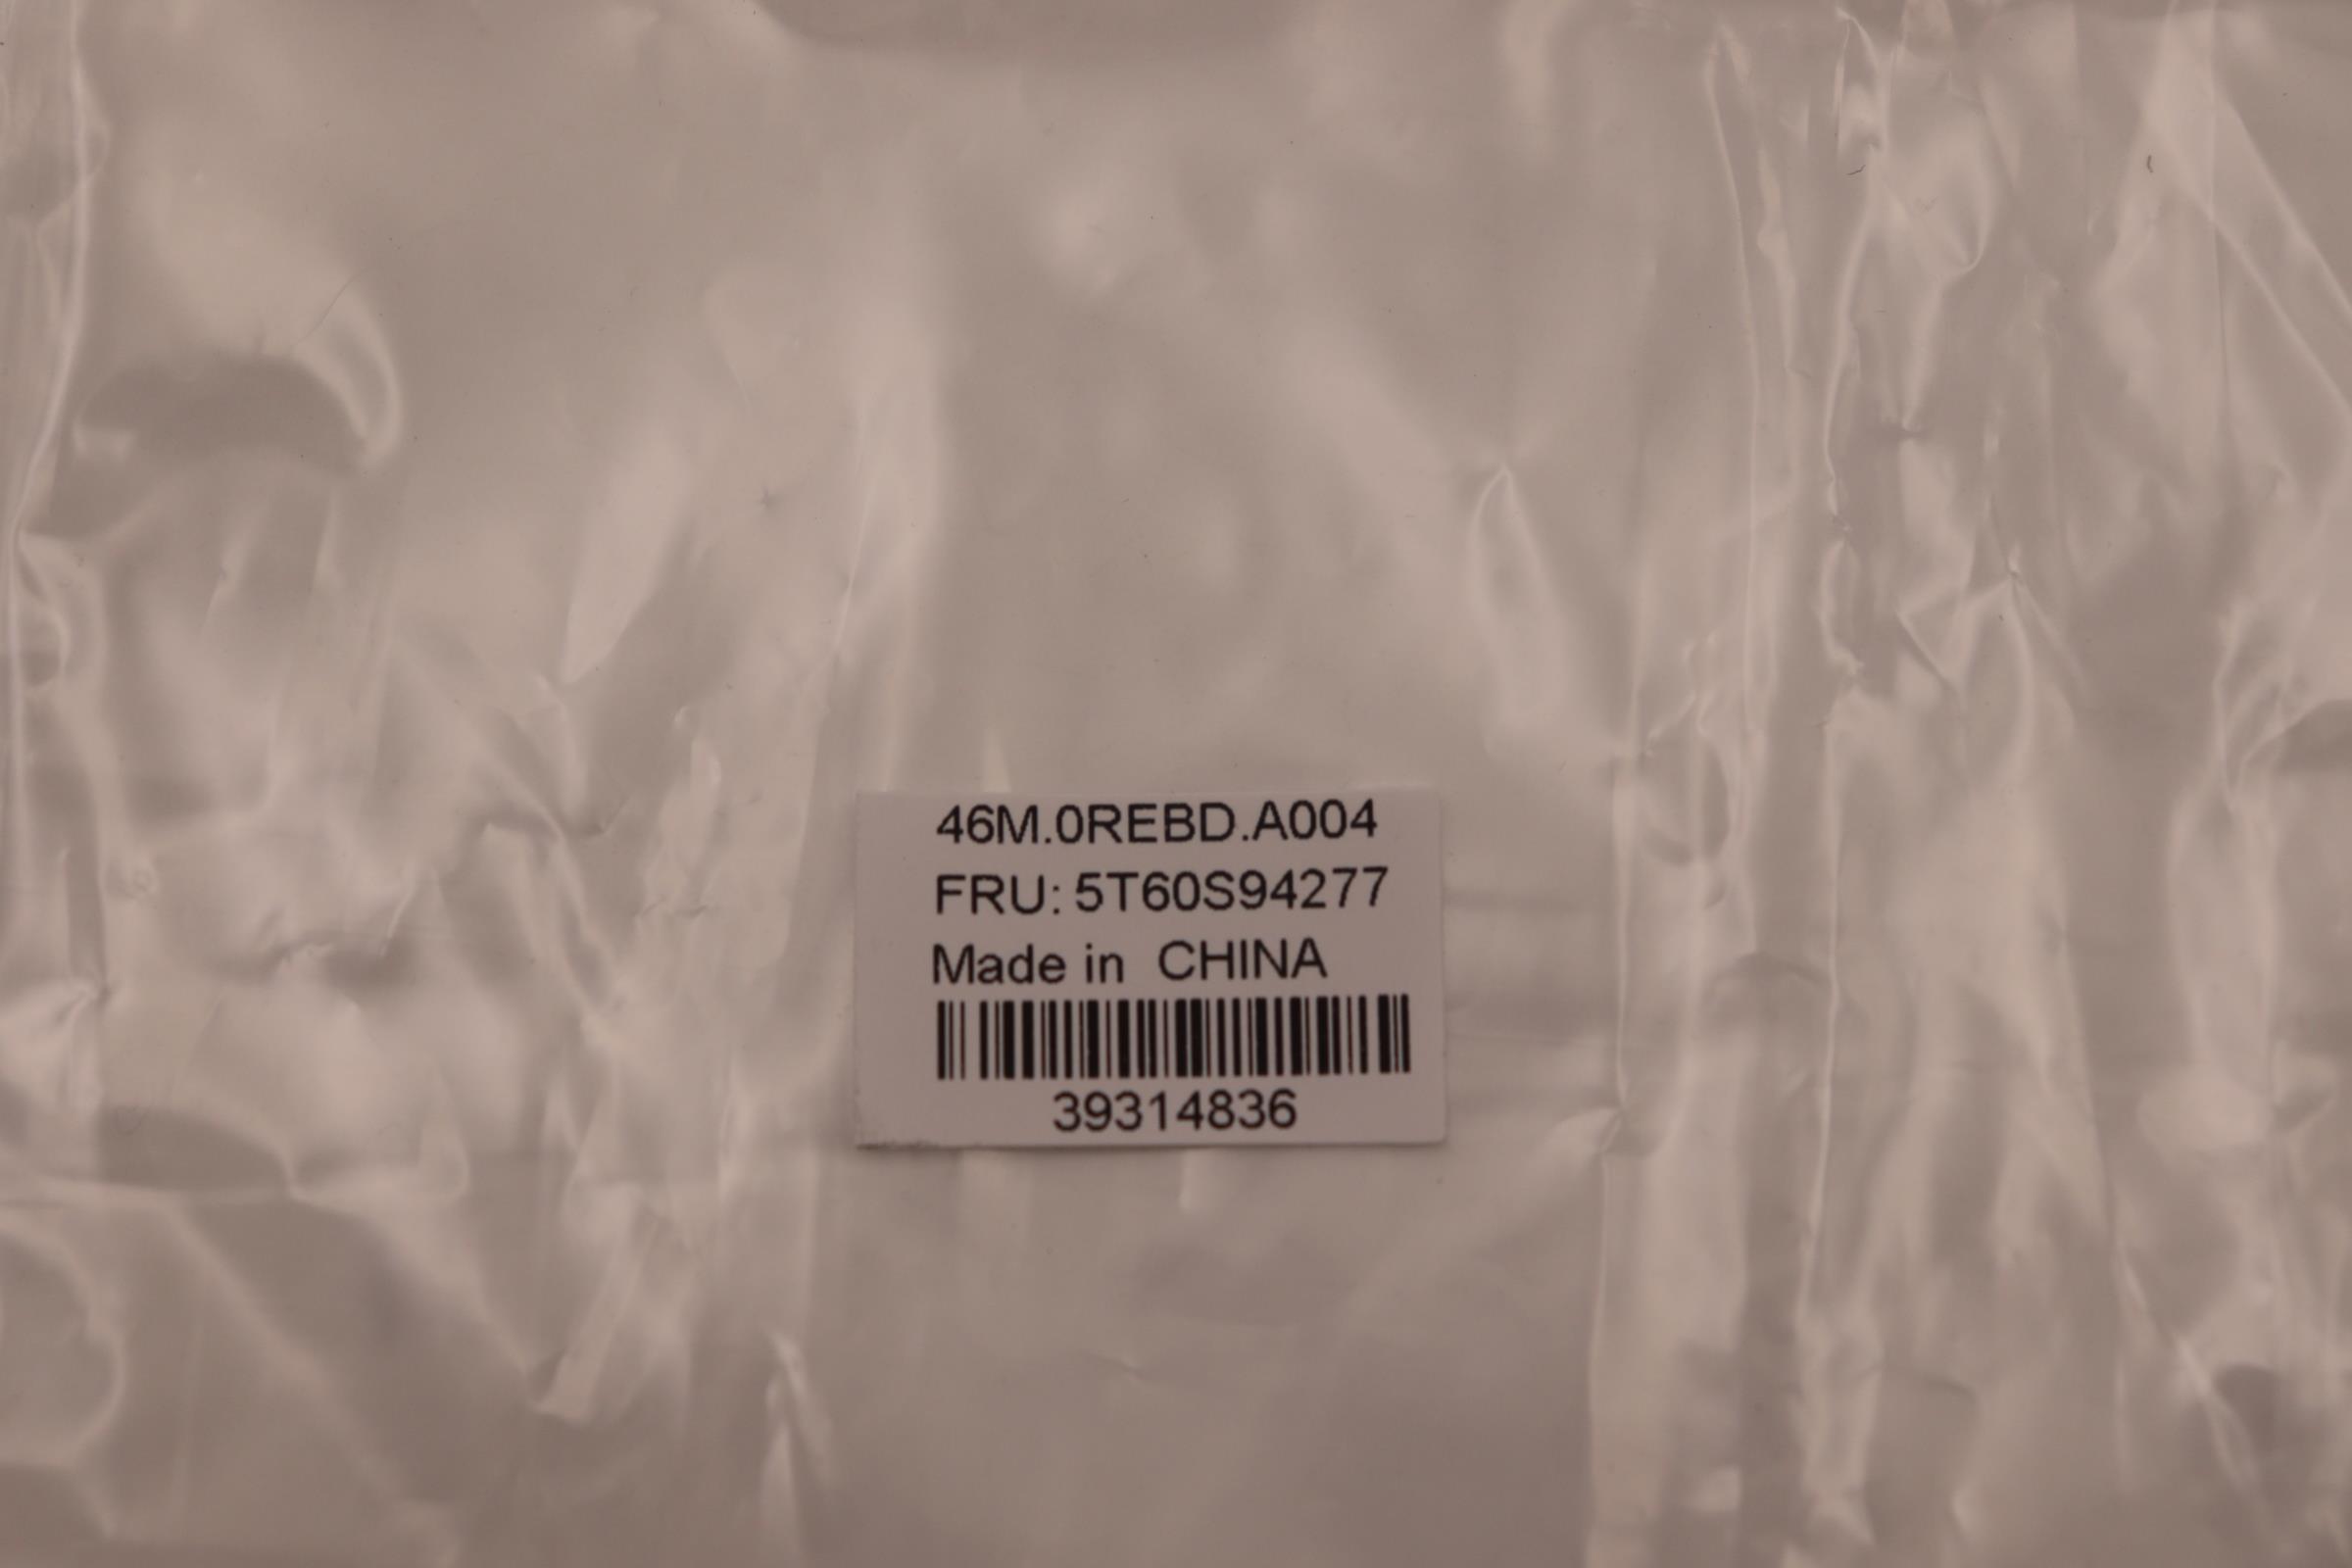 46M.0REBD.A004
FRU: 5T60S94277
Made in CHINA
39314836